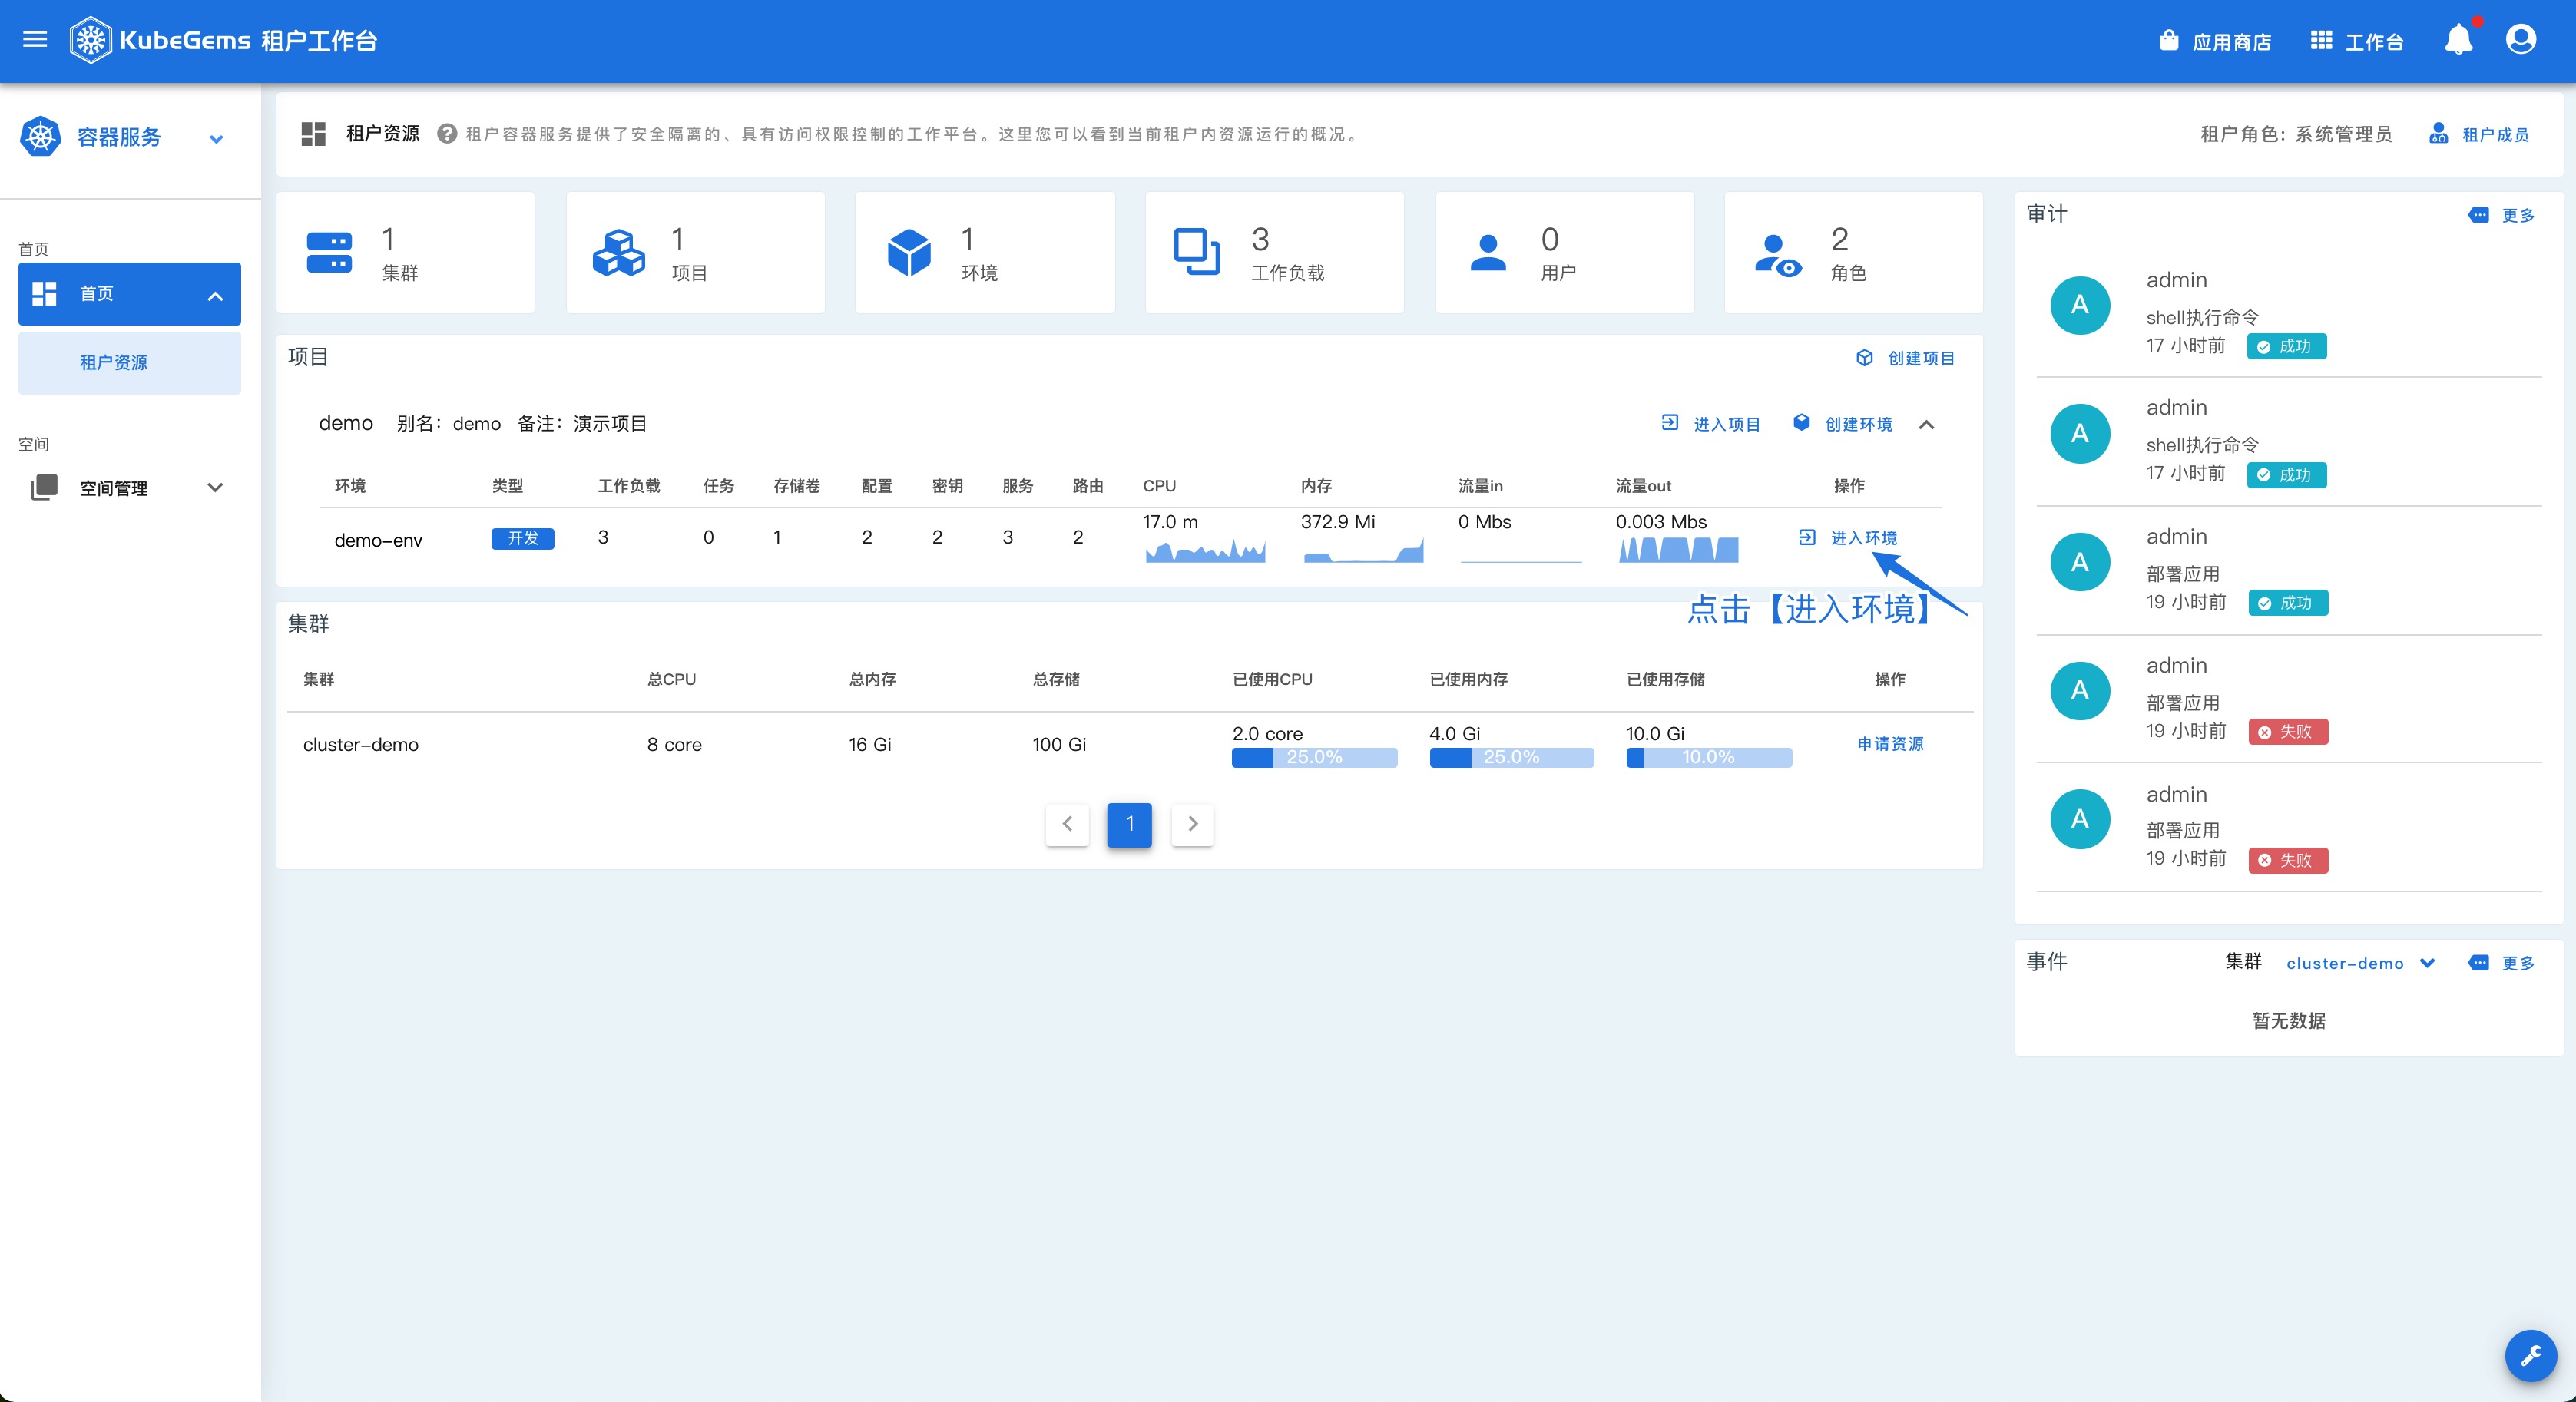 KubeGems 租户工作台
应用商店
工作台
容器服务
首页
首页
租户资源
空间
空间管理
租户资源
租户容器服务提供了安全隔离的、具有访问权限控制的工作平台。这里您可以看到当前租户内资源运行的概况。
租户角色: 系统管理员
租户成员
1
集群
1
项目
1
环境
3
工作负载
0
用户
2
角色
项目
创建项目
demo 别名：demo 备注：演示项目
进入项目
创建环境
环境 类型 工作负载 任务 存储卷 配置 密钥 服务 路由 CPU 内存 流量in 流量out 操作
demo-env 开发 3 0 1 2 2 3 2 17.0 m 372.9 Mi 0 Mbs 0.003 Mbs 进入环境
点击【进入环境】
集群
集群 总CPU 总内存 总存储 已使用CPU 已使用内存 已使用存储 操作
cluster-demo 8 core 16 Gi 100 Gi 2.0 core 25.0% 4.0 Gi 25.0% 10.0 Gi 10.0% 申请资源
1
审计
更多
A
admin
shell执行命令
17 小时前 成功
A
admin
shell执行命令
17 小时前 成功
A
admin
部署应用
19 小时前 成功
A
admin
部署应用
19 小时前 失败
A
admin
部署应用
19 小时前 失败
事件
集群 cluster-demo
更多
暂无数据